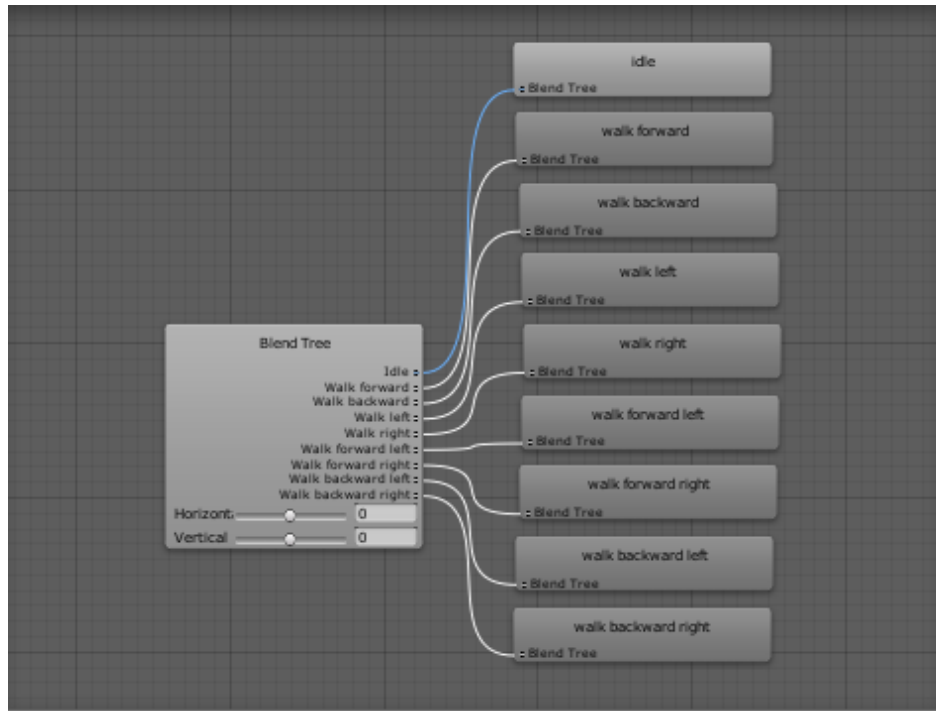 Blend Tree
Idle
Walk forward
Walk backward
Walk left
Walk right
Walk forward left
Walk forward right
Walk backward left
Walk backward right
Horizont
0
Vertical
0
idle
Blend Tree
walk forward
Blend Tree
walk backward
Blend Tree
walk left
Blend Tree
walk right
Blend Tree
walk forward left
Blend Tree
walk forward right
Blend Tree
walk backward left
Blend Tree
walk backward right
Blend Tree